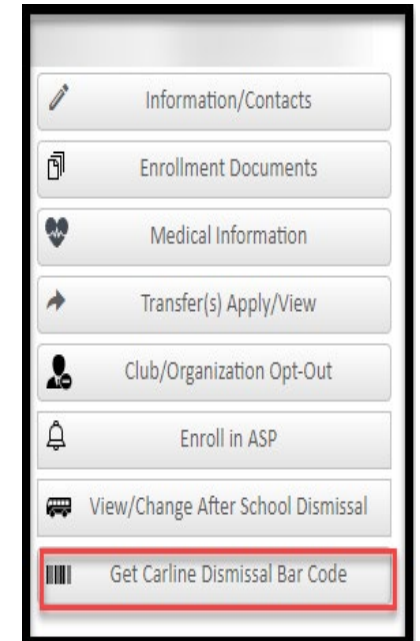 Information/Contacts
Enrollment Documents
Medical Information
Transfer(s) Apply/View
Club/Organization Opt-Out
Enroll in ASP
View/Change After School Dismissal
Get Carline Dismissal Bar Code